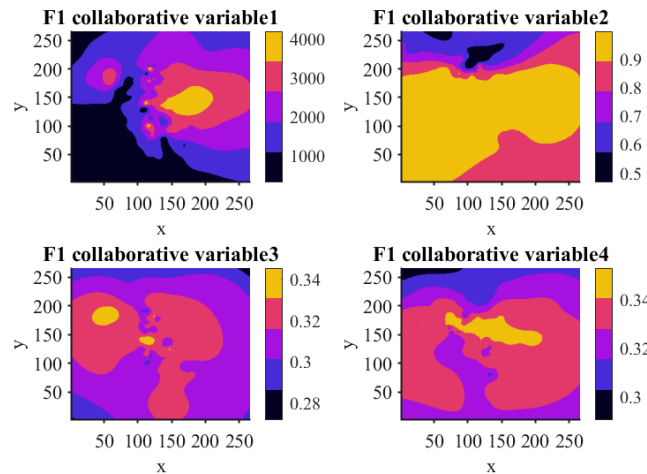 F1 collaborative variable1
250
200
150
100
50
y
50 100 150 200 250
x
4000
3000
2000
1000
F1 collaborative variable2
250
200
150
100
50
y
50 100 150 200 250
x
0.9
0.8
0.7
0.6
0.5
F1 collaborative variable3
250
200
150
100
50
y
50 100 150 200 250
x
0.34
0.32
0.3
0.28
F1 collaborative variable4
250
200
150
100
50
y
50 100 150 200 250
x
0.34
0.32
0.3